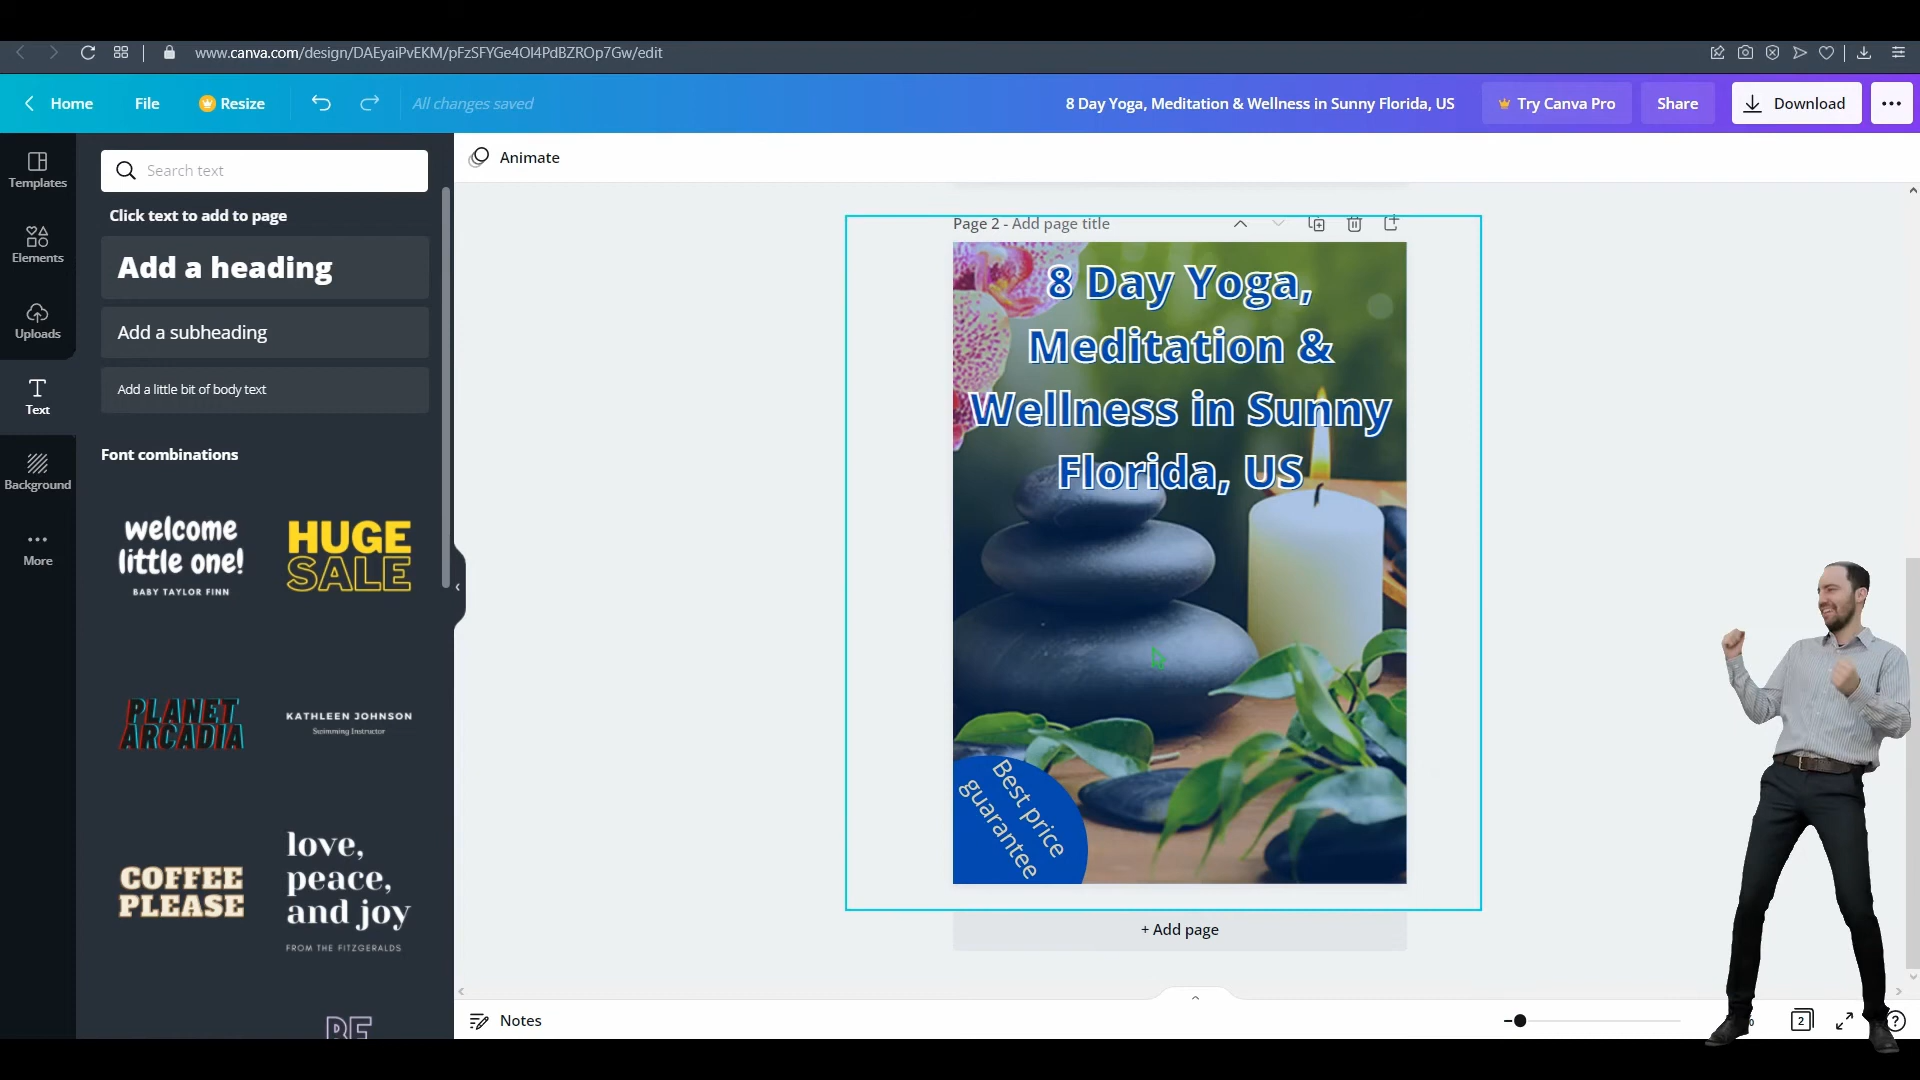 www.canva.com/design/DAEyaiPvEKM/pFzSFYGe4Ol4PdBZROp7Gw/edit
Home
File
Resize
All changes saved
8 Day Yoga, Meditation & Wellness in Sunny Florida, US
Try Canva Pro
Share
Download
Templates
Elements
Uploads
Text
Background
More
Search text
Click text to add to page
Add a heading
Add a subheading
Add a little bit of body text
Font combinations
welcome
little one!
BABY TAYLOR FINN
HUGE
SALE
PLANET
ARCADIA
KATHLEEN JOHNSON
Swimming Instructor
COFFEE
PLEASE
love,
peace,
and joy
FROM THE FITZGERALDS
BE
Animate
Page 2 - Add page title
8 Day Yoga,
Meditation &
Wellness in Sunny
Florida, US
Best price
guarantee
+ Add page
Notes
2
?